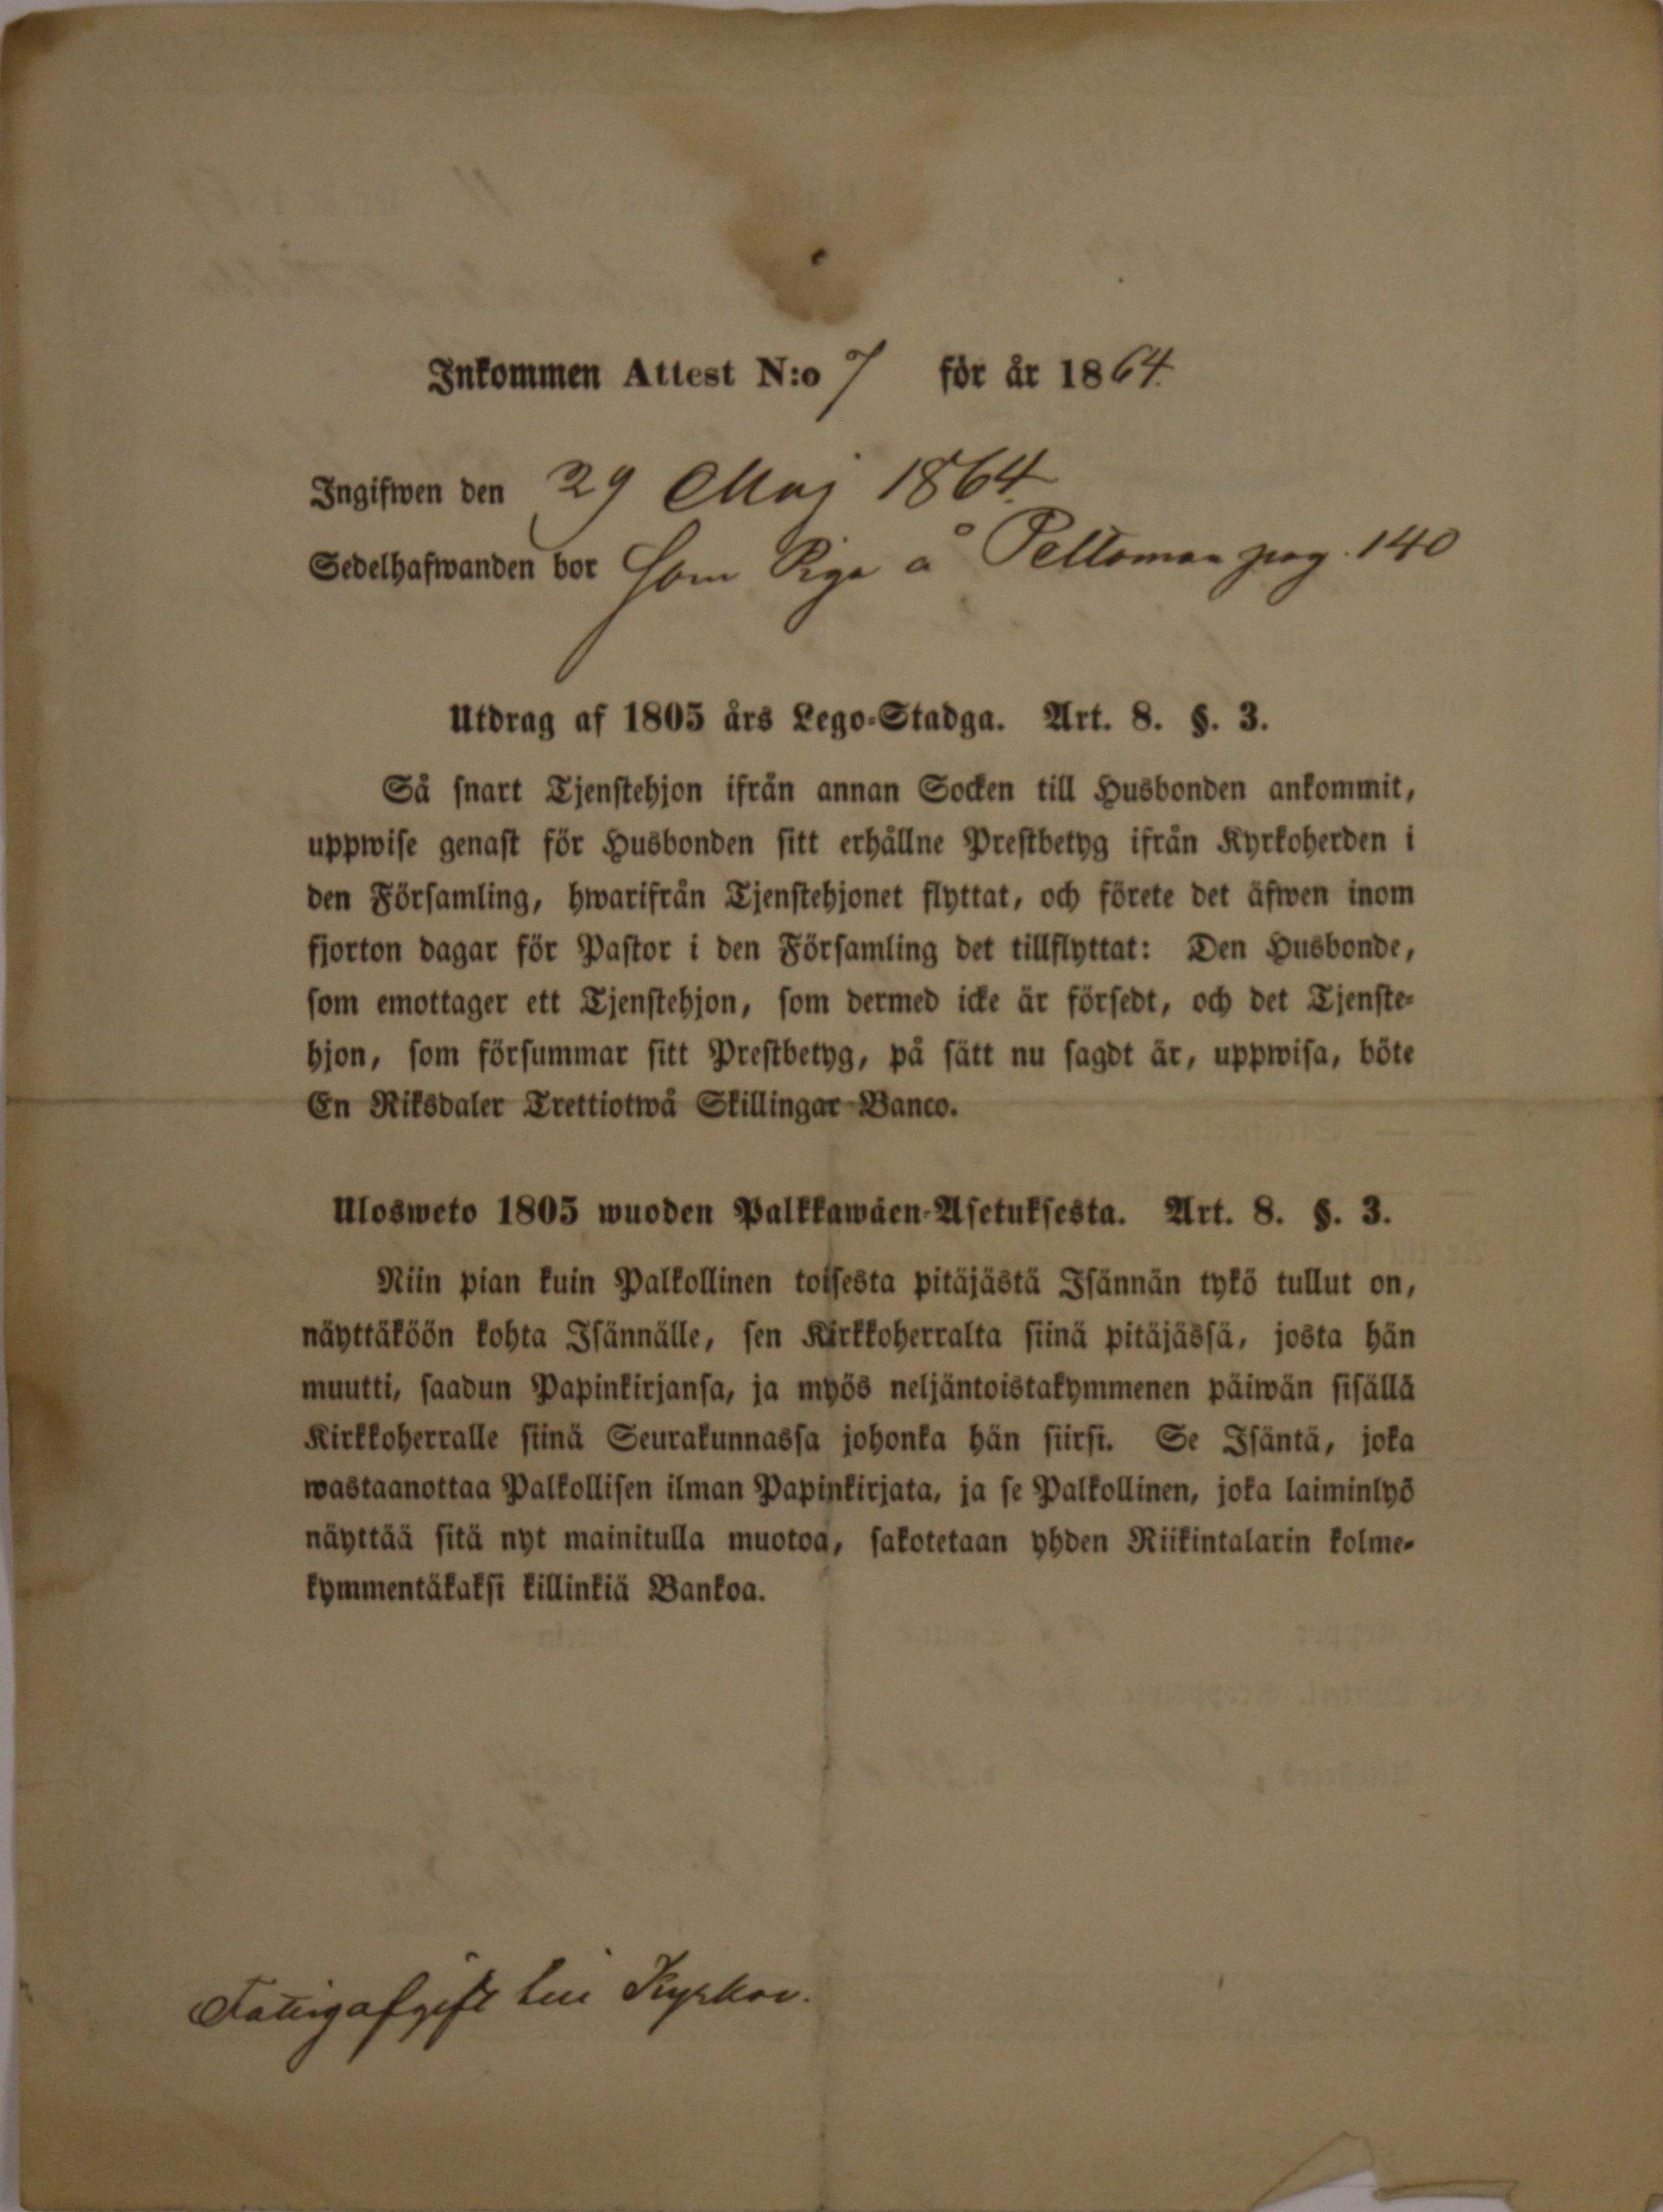 Inkommen Attest N:o 7 för år 1864.
Ingifwen den 29 Maj 1864.
Sedelhafwanden bor som Piga å Peltomaa pag. 140
Utdrag af 1805 års Lego-Stadga. Art. 8. §. 3.
Så snart Tjenstehjon ifrån annan Socken till Husbonden ankommit,
uppwise genast för Husbonden sitt erhållne Prestbetyg ifrån Kyrkoherden i
den Församling, hwarifrån Tjenstehjonet flyttat, och förete det äfwen inom
fjorton dagar för Pastor i den Församling det tillflyttat: Den Husbonde,
som emottager ett Tjenstehjon, som dermed icke är försedt, och det Tjenste-
hjon, som försummar sitt Prestbetyg, på sätt nu sagdt är, uppwisa, böte
En Riksdaler Trettiotwå Skillingar Banco.
Ulosweto 1805 wuoden Palkkawäen-Asetuksesta. Art. 8. §. 3.
Niin pian kuin Palkollinen toisesta pitäjästä Isännän tykö tullut on,
näyttäköön kohta Isännälle, sen Kirkkoherralta siinä pitäjässä, josta hän
muutti, saadun Papinkirjansa, ja myös neljäntoistakymmenen päiwän sisällä
Kirkkoherralle siinä Seurakunnassa johonka hän siirsi. Se Isäntä, joka
wastaanottaa Palkollisen ilman Papinkirjata, ja se Palkollinen, joka laiminlyö
näyttää sitä nyt mainitulla muotoa, sakotetaan yhden Riikintalarin kolme-
kymmentäkaksi killinkiä Bankoa.
Fattigafgift